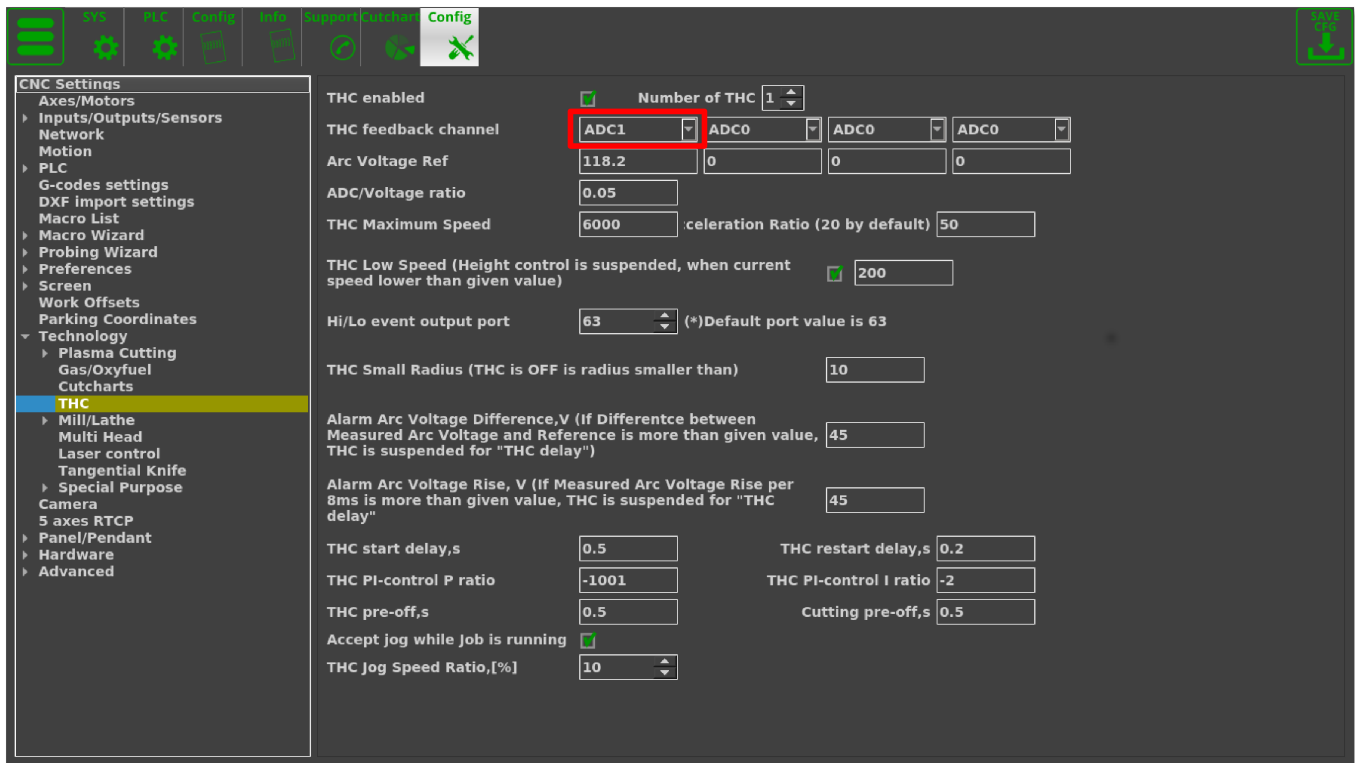 SYS PLC Config Info Support Cutchart Config SAVE
CFG
CNC Settings
Axes/Motors
Inputs/Outputs/Sensors
Network
Motion
PLC
G-codes settings
DXF import settings
Macro List
Macro Wizard
Probing Wizard
Preferences
Screen
Work Offsets
Parking Coordinates
Technology
Plasma Cutting
Gas/Oxyfuel
Cutcharts
THC
Mill/Lathe
Multi Head
Laser control
Tangential Knife
Special Purpose
Camera
5 axes RTCP
Panel/Pendant
Hardware
Advanced
THC enabled Number of THC 1
THC feedback channel ADC1 ADC0 ADC0 ADC0
Arc Voltage Ref 118.2 0 0 0
ADC/Voltage ratio 0.05
THC Maximum Speed 6000 :celeration Ratio (20 by default) 50
THC Low Speed (Height control is suspended, when current
speed lower than given value) 200
Hi/Lo event output port 63 (*)Default port value is 63
THC Small Radius (THC is OFF is radius smaller than) 10
Alarm Arc Voltage Difference,V (If Differentce between
Measured Arc Voltage and Reference is more than given value, 45
THC is suspended for "THC delay")
Alarm Arc Voltage Rise, V (If Measured Arc Voltage Rise per
8ms is more than given value, THC is suspended for "THC 45
delay"
THC start delay,s 0.5 THC restart delay,s 0.2
THC PI-control P ratio -1001 THC PI-control I ratio -2
THC pre-off,s 0.5 Cutting pre-off,s 0.5
Accept jog while Job is running
THC Jog Speed Ratio,[%] 10